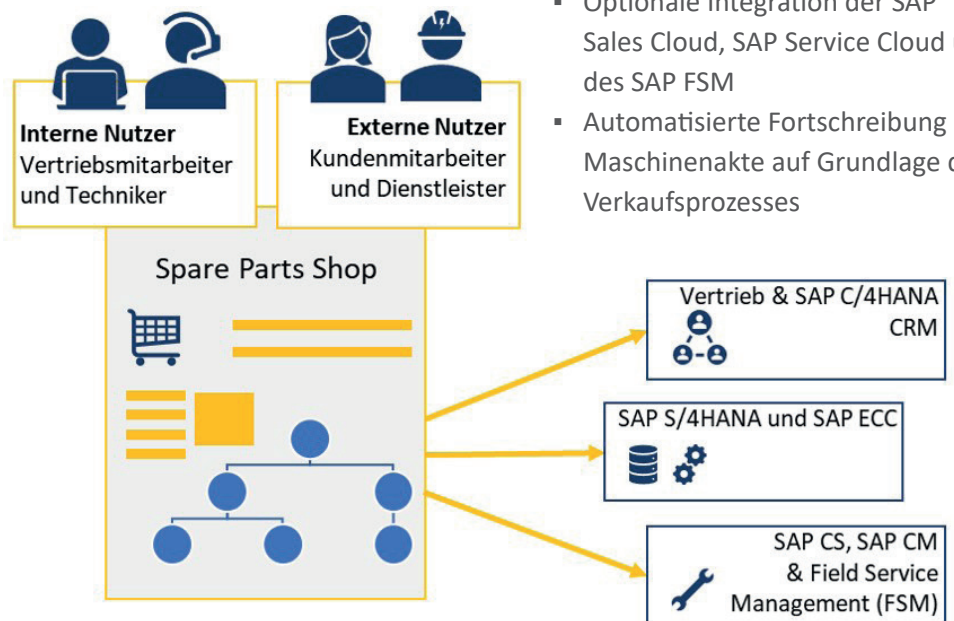 Optionale Integration der SAP
Sales Cloud, SAP Service Cloud
des SAP FSM
Automatisierte Fortschreibung
Maschinenakte auf Grundlage
Verkaufsprozesses
Interne Nutzer
Vertriebsmitarbeiter
und Techniker
Externe Nutzer
Kundenmitarbeiter
und Dienstleister
Spare Parts Shop
Vertrieb & SAP C/4HANA
CRM
SAP S/4HANA und SAP ECC
SAP CS, SAP CM
& Field Service
Management (FSM)